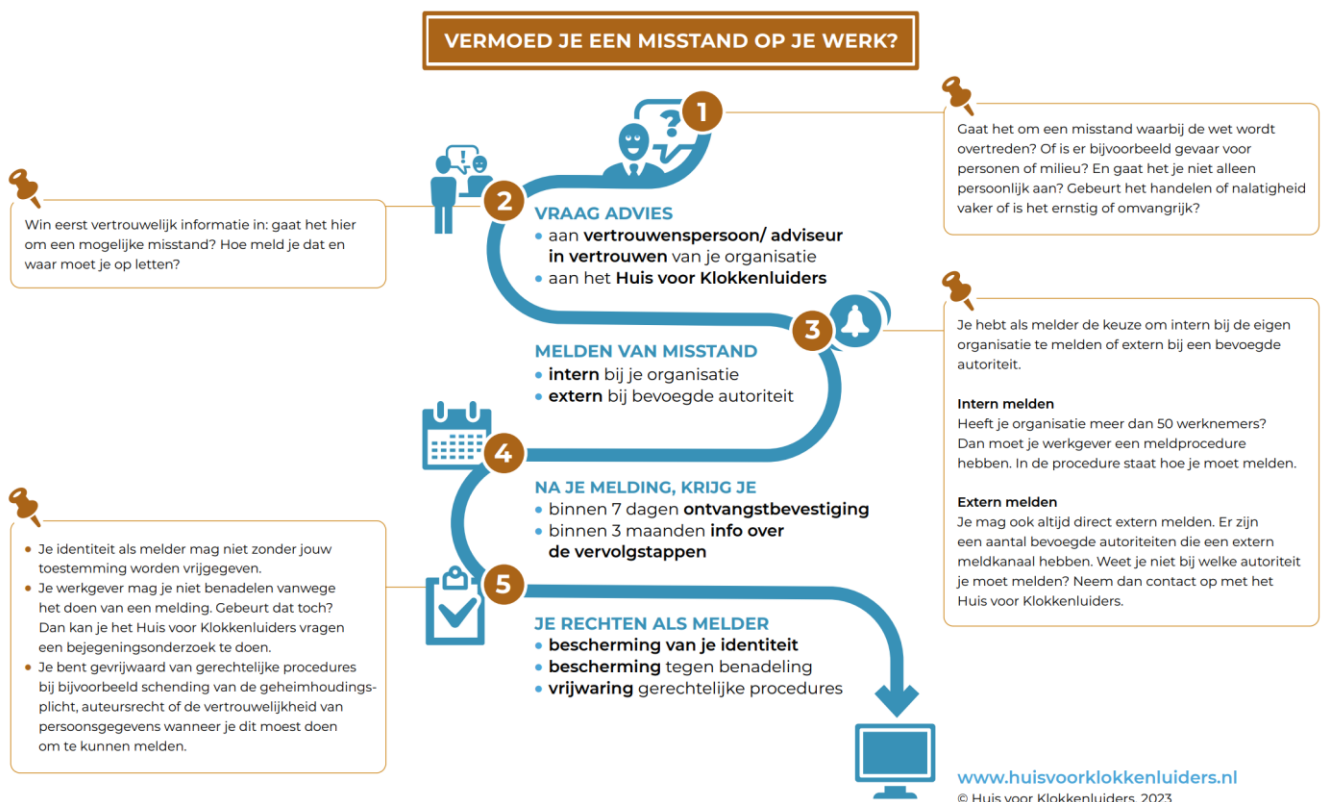 VERMOED JE EEN MISSTAND OP JE WERK?
1
Gaat het om een misstand waarbij de wet wordt
overtreden? Of is er bijvoorbeeld gevaar voor
personen of milieu? En gaat het je niet alleen
persoonlijk aan? Gebeurt het handelen of nalatigheid
vaker of is het ernstig of omvangrijk?
?
!
2
Win eerst vertrouwelijk informatie in: gaat het hier
om een mogelijke misstand? Hoe meld je dat en
waar moet je op letten?
VRAAG ADVIES
• aan vertrouwenspersoon/ adviseur
in vertrouwen van je organisatie
• aan het Huis voor Klokkenluiders
3
MELDEN VAN MISSTAND
• intern bij je organisatie
• extern bij bevoegde autoriteit
Je hebt als melder de keuze om intern bij de eigen
organisatie te melden of extern bij een bevoegde
autoriteit.
Intern melden
Heeft je organisatie meer dan 50 werknemers?
Dan moet je werkgever een meldprocedure
hebben. In de procedure staat hoe je moet melden.
Extern melden
Je mag ook altijd direct extern melden. Er zijn
een aantal bevoegde autoriteiten die een extern
meldkanaal hebben. Weet je niet bij welke autoriteit
je moet melden? Neem dan contact op met het
Huis voor Klokkenluiders.
4
NA JE MELDING, KRIJG JE
• binnen 7 dagen ontvangstbevestiging
• binnen 3 maanden info over
de vervolgstappen
5
JE RECHTEN ALS MELDER
• bescherming van je identiteit
• bescherming tegen benadeling
• vrijwaring gerechtelijke procedures
• Je identiteit als melder mag niet zonder jouw
toestemming worden vrijgegeven.
• Je werkgever mag je niet benadelen vanwege
het doen van een melding. Gebeurt dat toch?
Dan kan je het Huis voor Klokkenluiders vragen
een bejegeningsonderzoek te doen.
• Je bent gevrijwaard van gerechtelijke procedures
bij bijvoorbeeld schending van de geheimhoudings-
plicht, auteursrecht of de vertrouwelijkheid van
persoonsgegevens wanneer je dit moest doen
om te kunnen melden.
www.huisvoorklokkenluiders.nl
© Huis voor Klokkenluiders, 2023